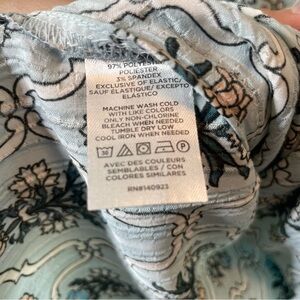 97% POLYESTER
POLIESTER
3% SPANDEX
EXCLUSIVE OF ELASTIC/
SAUF ÉLASTIQUE/ EXCEPTO
ELÁSTICO
MACHINE WASH COLD
WITH LIKE COLORS
ONLY NON-CHLORINE
BLEACH WHEN NEEDED
TUMBLE DRY LOW
COOL IRON WHEN NEEDED
30
AVEC DES COULEURS
SEMBLABLES / CON
COLORES SIMILARES
RN#140923